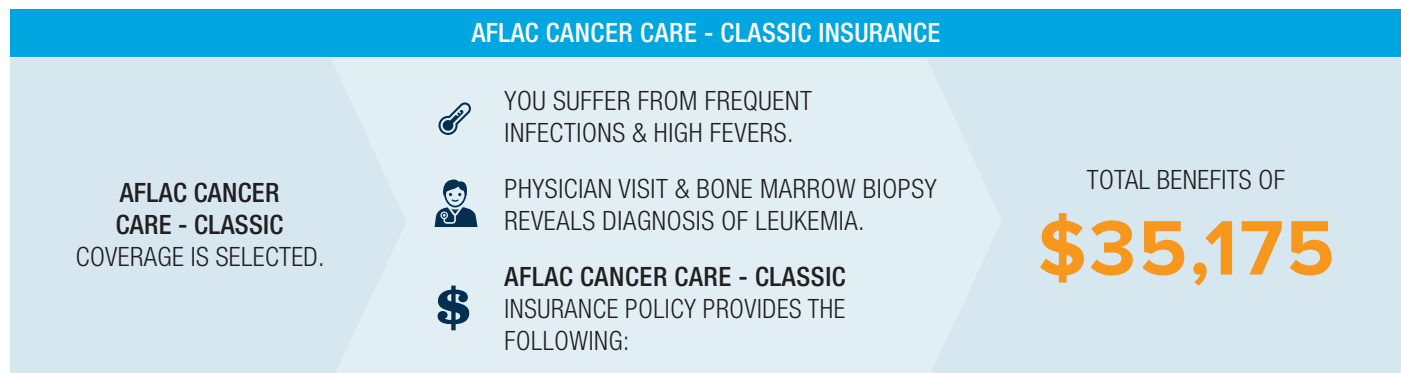 AFLAC CANCER CARE - CLASSIC INSURANCE
AFLAC CANCER
CARE - CLASSIC
COVERAGE IS SELECTED.
YOU SUFFER FROM FREQUENT
INFECTIONS & HIGH FEVERS.
PHYSICIAN VISIT & BONE MARROW BIOPSY
REVEALS DIAGNOSIS OF LEUKEMIA.
$
AFLAC CANCER CARE - CLASSIC
INSURANCE POLICY PROVIDES THE
FOLLOWING:
TOTAL BENEFITS OF
$35,175